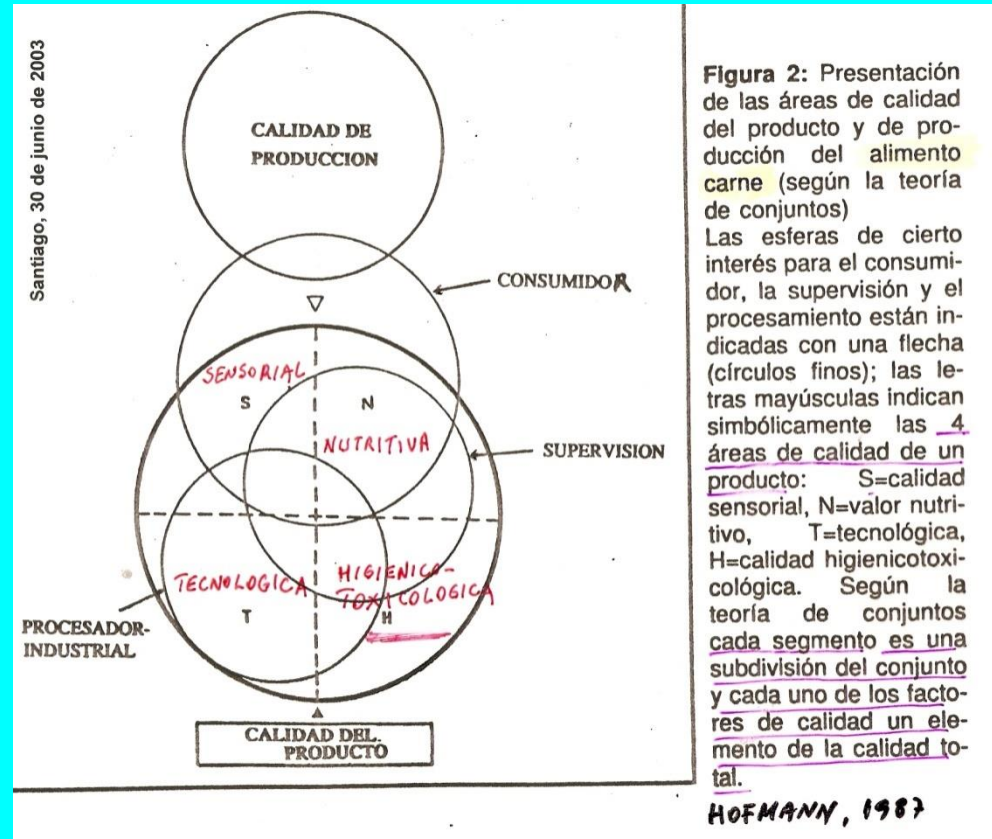 Santiago, 30 de junio de 2003
CALIDAD DE
PRODUCCION
CONSUMIDOR
SENSORIAL
S
N
NUTRITIVA
SUPERVISION
TECNOLOGICA
HIGIENICO-
TOXICOLOGICA
T
H
PROCESADOR-
INDUSTRIAL
CALIDAD DEL.
PRODUCTO
Figura 2: Presentación
de las áreas de calidad
del producto y de pro-
ducción del alimento
carne (según la teoría
de conjuntos)
Las esferas de cierto
interés para el consumi-
dor, la supervisión y el
procesamiento están in-
dicadas con una flecha
(círculos finos); las le-
tras mayúsculas indican
simbólicamente las 4
áreas de calidad de un
producto: S=calidad
sensorial, N=valor nutri-
tivo, T=tecnológica,
H=calidad higienicotoxi-
cológica. Según la
teoría de conjuntos
cada segmento es una
subdivisión del conjunto
y cada uno de los facto-
res de calidad un ele-
mento de la calidad to-
tal.
HOFMANN, 1987